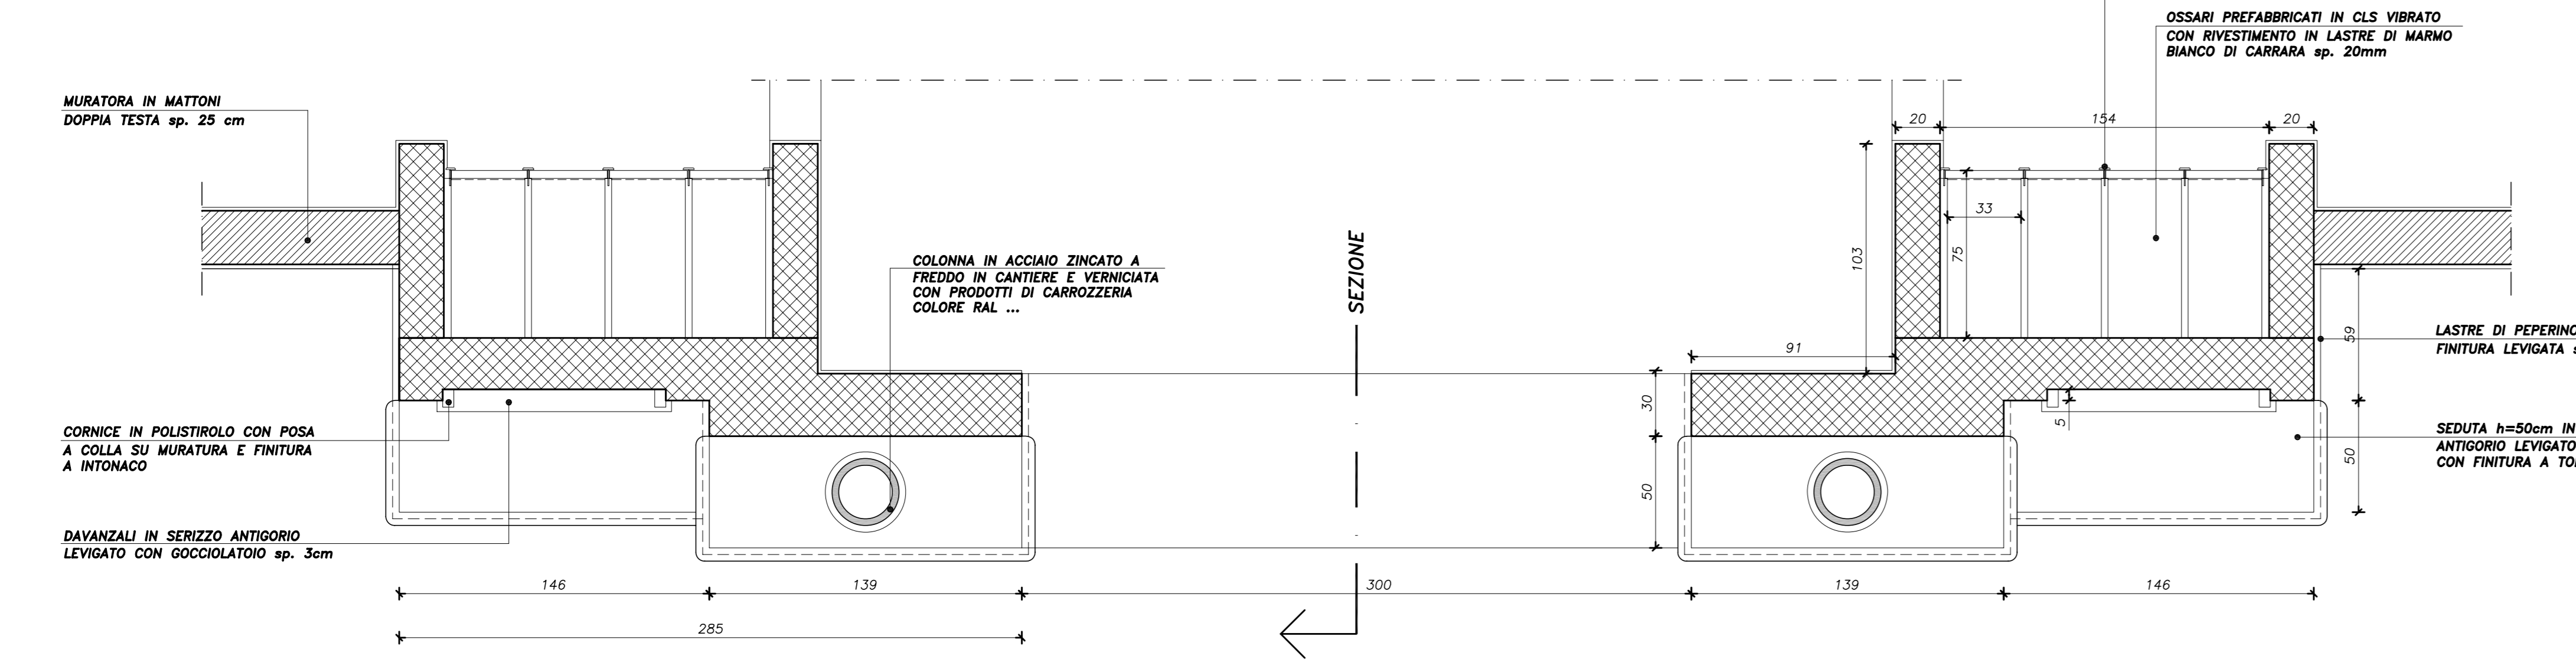 OSSARI PREFABBRICATI IN CLS VIBRATO
CON RIVESTIMENTO IN LASTRE DI MARMO
BIANCO DI CARRARA sp. 20mm
MURATORA IN MATTONI
DOPPIA TESTA sp. 25 cm
20
154
20
33
75
103
SEZIONE
COLONNA IN ACCIAIO ZINCATO A
FREDDO IN CANTIERE E VERNICIATA
CON PRODOTTI DI CARROZZERIA
COLORE RAL ...
59
LASTRE DI PEPERINO
FINITURA LEVIGATA
91
30
5
50
50
CORNICE IN POLISTIROLO CON POSA
A COLLA SU MURATURA E FINITURA
A INTONACO
SEDUTA h=50cm IN
ANTIGORIO LEVIGATO
CON FINITURA A
DAVANZALI IN SERIZZO ANTIGORIO
LEVIGATO CON GOCCIOLATOIO sp. 3cm
146
139
300
139
146
285